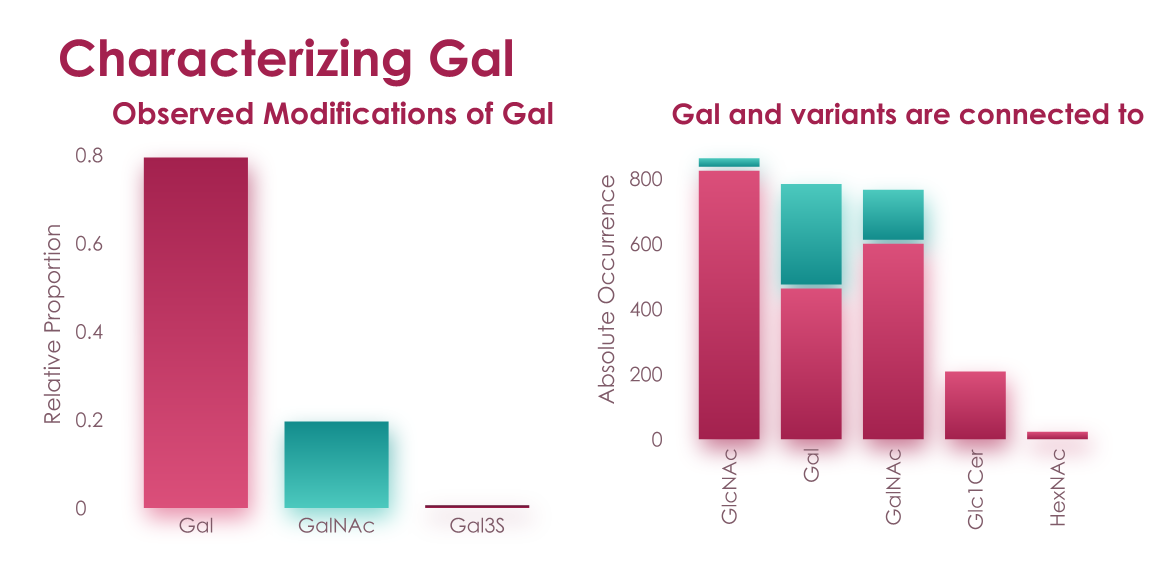 Characterizing Gal
Observed Modifications of Gal
Relative Proportion
0.8
0.6
0.4
0.2
0
Gal
GalNAc
Gal3S
Gal and variants are connected to
Absolute Occurrence
800
600
400
200
0
GlcNAc
Gal
GalNAc
Glc1Cer
HexNAc